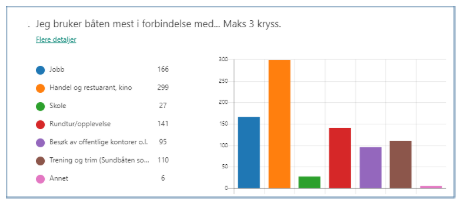 . Jeg bruker båten mest i forbindelse med... Maks 3 kryss.
Flere detaljer
Jobb 166
Handel og restuarant, kino 299
Skole 27
Rundtur/opplevelse 141
Besøk av offentlige kontorer o.l. 95
Trening og trim (Sundbåten so... 110
Annet 6
300
250
200
150
100
50
0